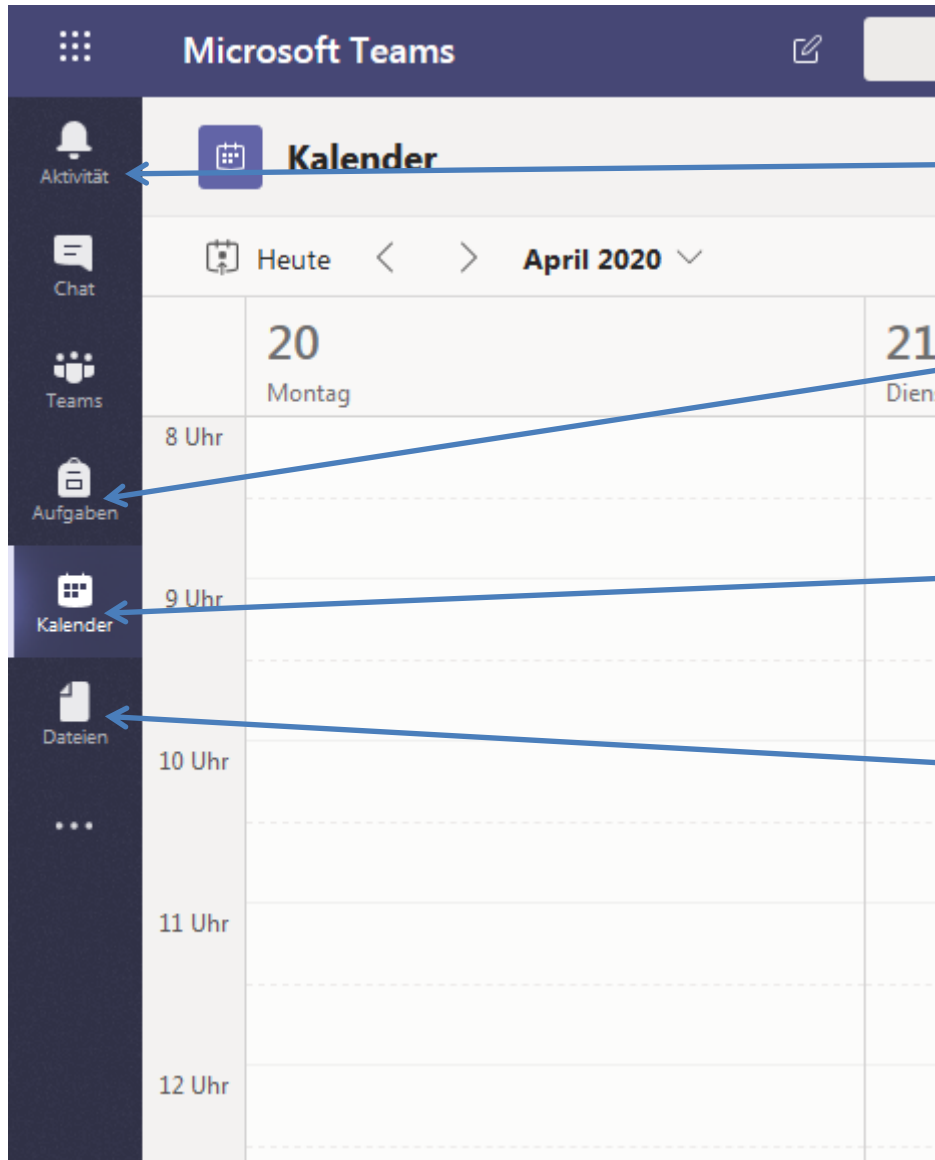 Microsoft Teams
Aktivität
Kalender
Chat
Heute
April 2020
Teams
20
21
Montag
8 Uhr
Aufgaben
9 Uhr
Kalender
Dateien
10 Uhr
11 Uhr
12 Uhr